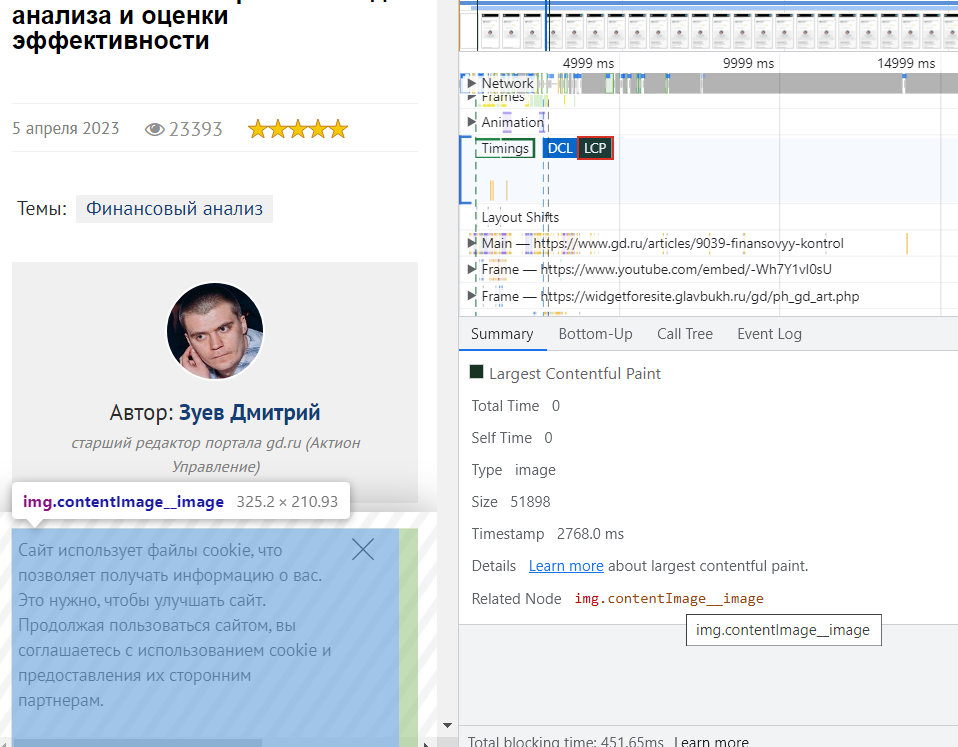 анализа и оценки
эффективности
5 апреля 2023 23393
Темы: Финансовый анализ
Автор: Зуев Дмитрий
старший редактор портала gd.ru (Актион
Управление)
img.contentImage__image 325.2 × 210.93
Сайт использует файлы cookie, что
позволяет получать информацию о вас.
Это нужно, чтобы улучшать сайт.
Продолжая пользоваться сайтом, вы
соглашаетесь с использованием cookie и
предоставления их сторонним
партнерам.
4999 ms 9999 ms 14999 ms
Network
Frames
Animation
Timings DCL LCP
Layout Shifts
Main — https://www.gd.ru/articles/9039-finansovyy-kontrol
Frame — https://www.youtube.com/embed/-Wh7Y1vI0sU
Frame — https://widgetforesite.glavbukh.ru/gd/ph_gd_art.php
Summary Bottom-Up Call Tree Event Log
Largest Contentful Paint
Total Time 0
Self Time 0
Type image
Size 51898
Timestamp 2768.0 ms
Details Learn more about largest contentful paint.
Related Node img.contentImage__image
img.contentImage__image
Total blocking time: 451.65ms Learn more